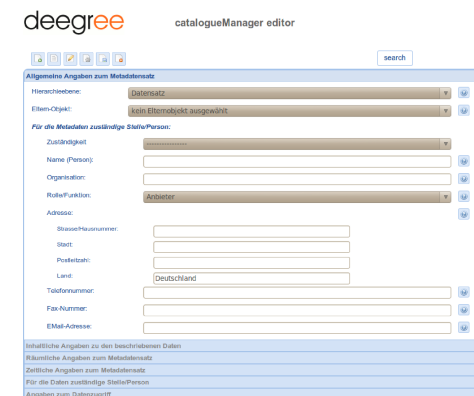 deegree
catalogueManager editor
search
Allgemeine Angaben zum Metadatensatz
Hierarchieebene: Datensatz
Eltern-Objekt: kein Elternobjekt ausgewählt
Für die Metadaten zuständige Stelle/Person:
Zuständigkeit ----------------
Name (Person):
Organisation:
Rolle/Funktion: Anbieter
Adresse:
Strasse/Hausnummer:
Stadt:
Postleitzahl:
Land: Deutschland
Telefonnummer:
Fax-Nummer:
EMail-Adresse:
Inhaltliche Angaben zu den beschriebenen Daten
Räumliche Angaben zum Metadatensatz
Zeitliche Angaben zum Metadatensatz
Für die Daten zuständige Stelle/Person
Angaben zum Datenzugriff